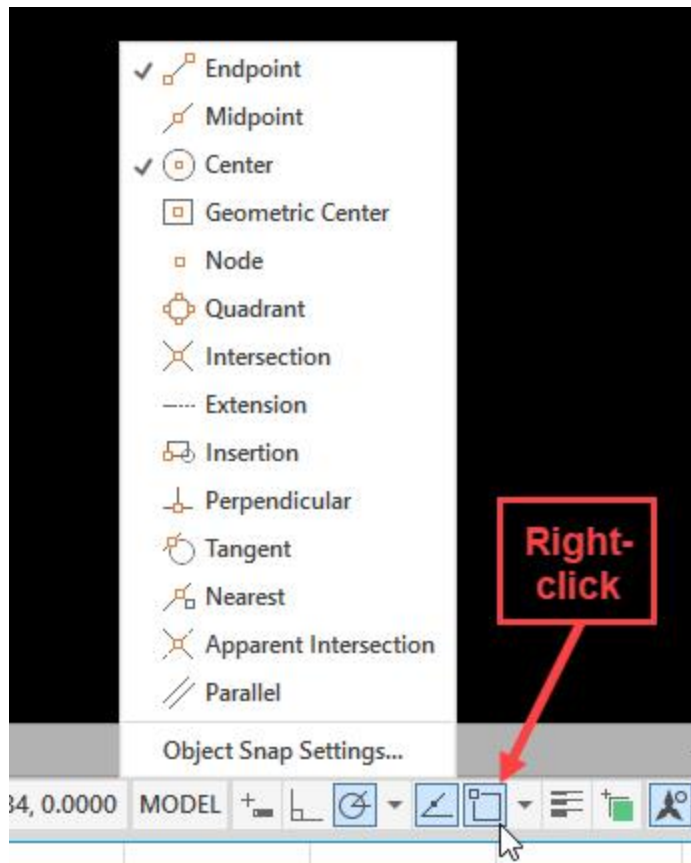 Endpoint
Midpoint
Center
Geometric Center
Node
Quadrant
Intersection
Extension
Insertion
Perpendicular
Tangent
Nearest
Apparent Intersection
Parallel
Object Snap Settings...
Right-
click
34, 0.0000 MODEL